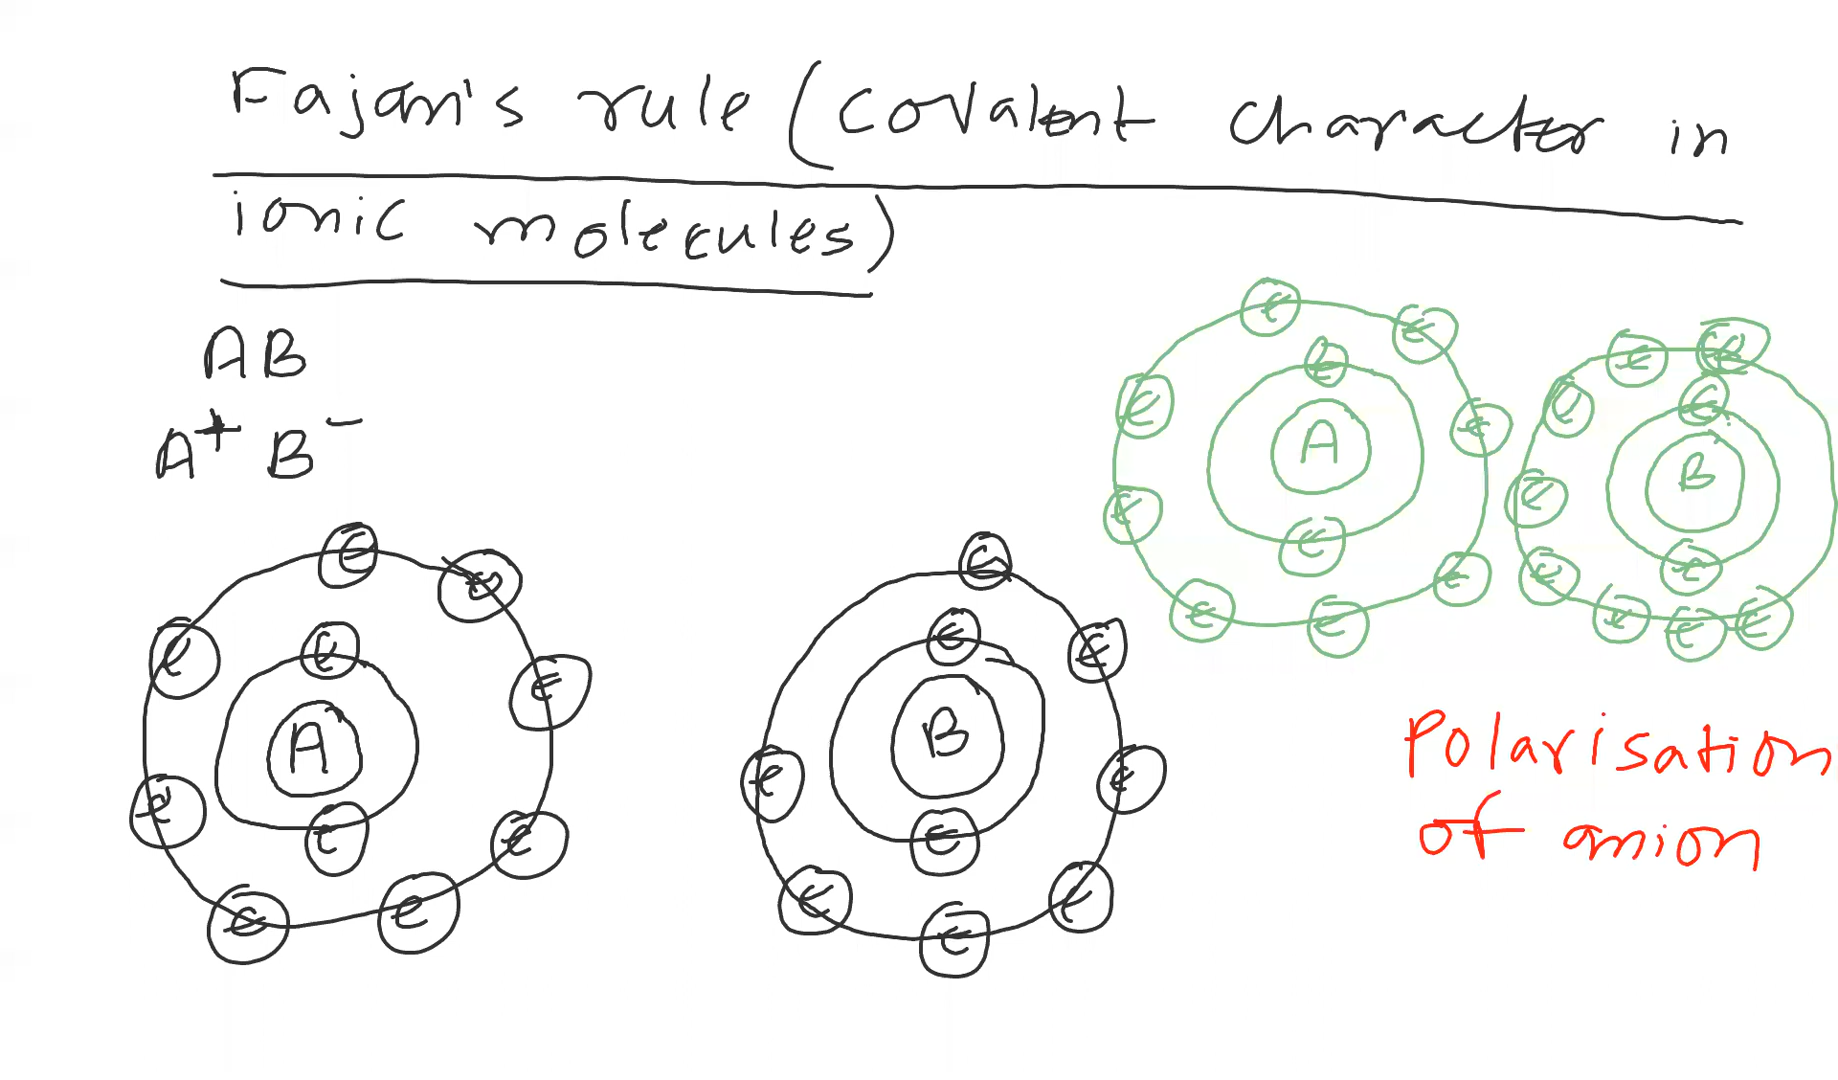 Fajan's rule (covalent character in
ionic molecules)
AB
A⁺ B⁻
A
B
A
B
Polarisation
of anion